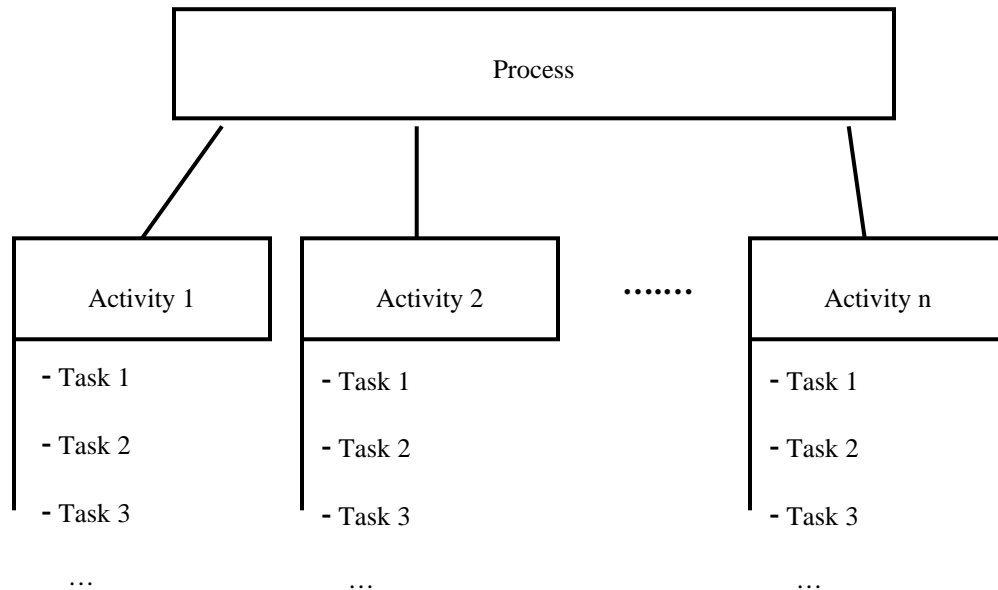 Process
Activity 1
Activity 2
.......
Activity n
- Task 1
- Task 2
- Task 3
…
- Task 1
- Task 2
- Task 3
…
- Task 1
- Task 2
- Task 3
…